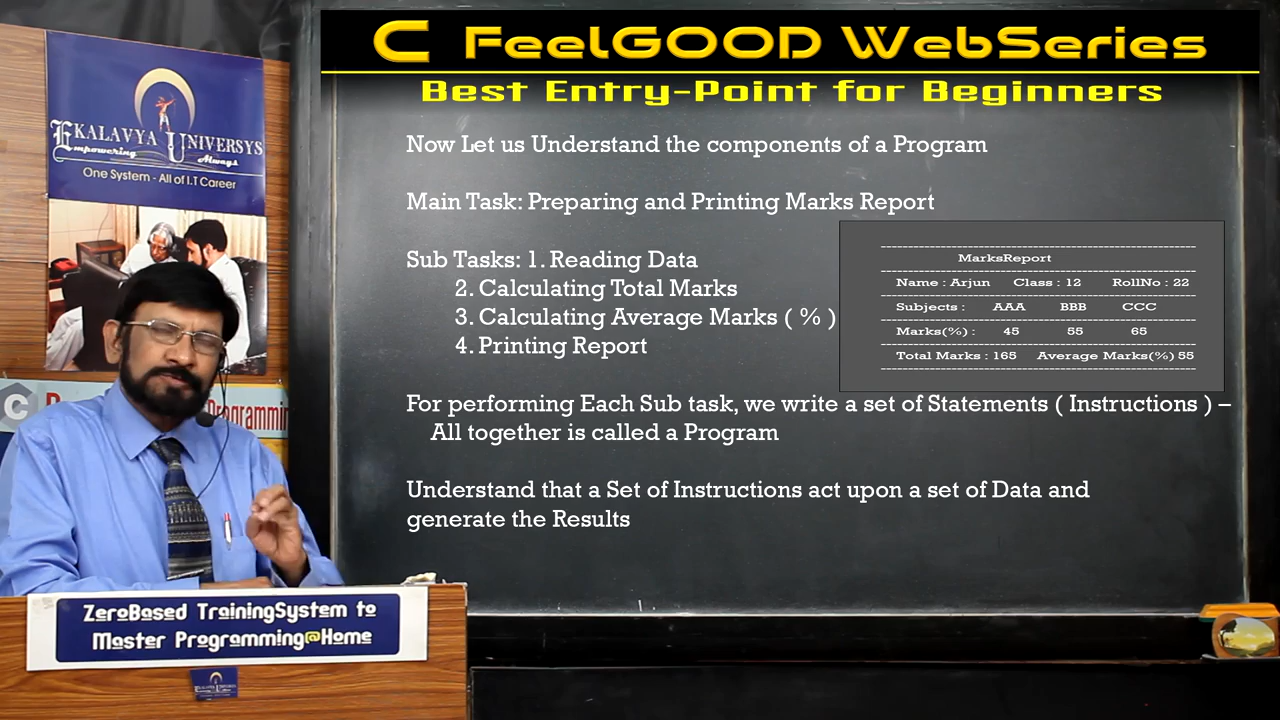 C FeelGOOD WebSeries
Best Entry-Point for Beginners
EKALAVYA UNIVERSYS
Empowering Always
One System - All of I.T Career
Now Let us Understand the components of a Program
Main Task: Preparing and Printing Marks Report
Sub Tasks: 1. Reading Data
2. Calculating Total Marks
3. Calculating Average Marks ( % )
4. Printing Report
MarksReport
Name : Arjun Class : 12 RollNo : 22
Subjects : AAA BBB CCC
Marks(%) : 45 55 65
Total Marks : 165 Average Marks(%) 55
For performing Each Sub task, we write a set of Statements ( Instructions ) –
All together is called a Program
Understand that a Set of Instructions act upon a set of Data and
generate the Results
C
Programmin
ZeroBased TrainingSystem to
Master Programming@Home
EKALAVYA UNIVERSYS